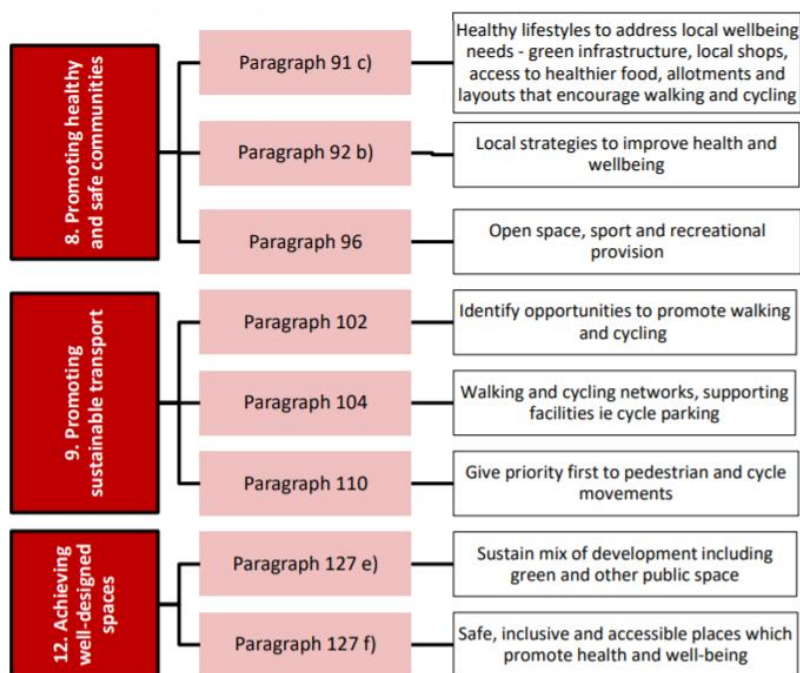 8. Promoting healthy
and safe communities
Paragraph 91 c)
Healthy lifestyles to address local wellbeing
needs - green infrastructure, local shops,
access to healthier food, allotments and
layouts that encourage walking and cycling
Paragraph 92 b)
Local strategies to improve health and
wellbeing
Paragraph 96
Open space, sport and recreational
provision
9. Promoting
sustainable transport
Paragraph 102
Identify opportunities to promote walking
and cycling
Paragraph 104
Walking and cycling networks, supporting
facilities ie cycle parking
Paragraph 110
Give priority first to pedestrian and cycle
movements
12. Achieving
well-designed
spaces
Paragraph 127 e)
Sustain mix of development including
green and other public space
Paragraph 127 f)
Safe, inclusive and accessible places which
promote health and well-being